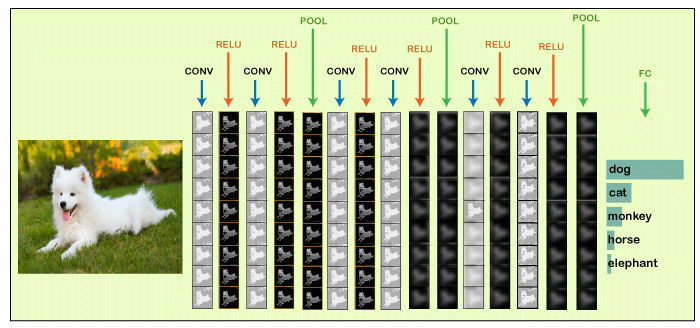 POOL
POOL
POOL
RELU
RELU
RELU
RELU
RELU
RELU
CONV
CONV
CONV
CONV
CONV
CONV
FC
dog
cat
monkey
horse
elephant